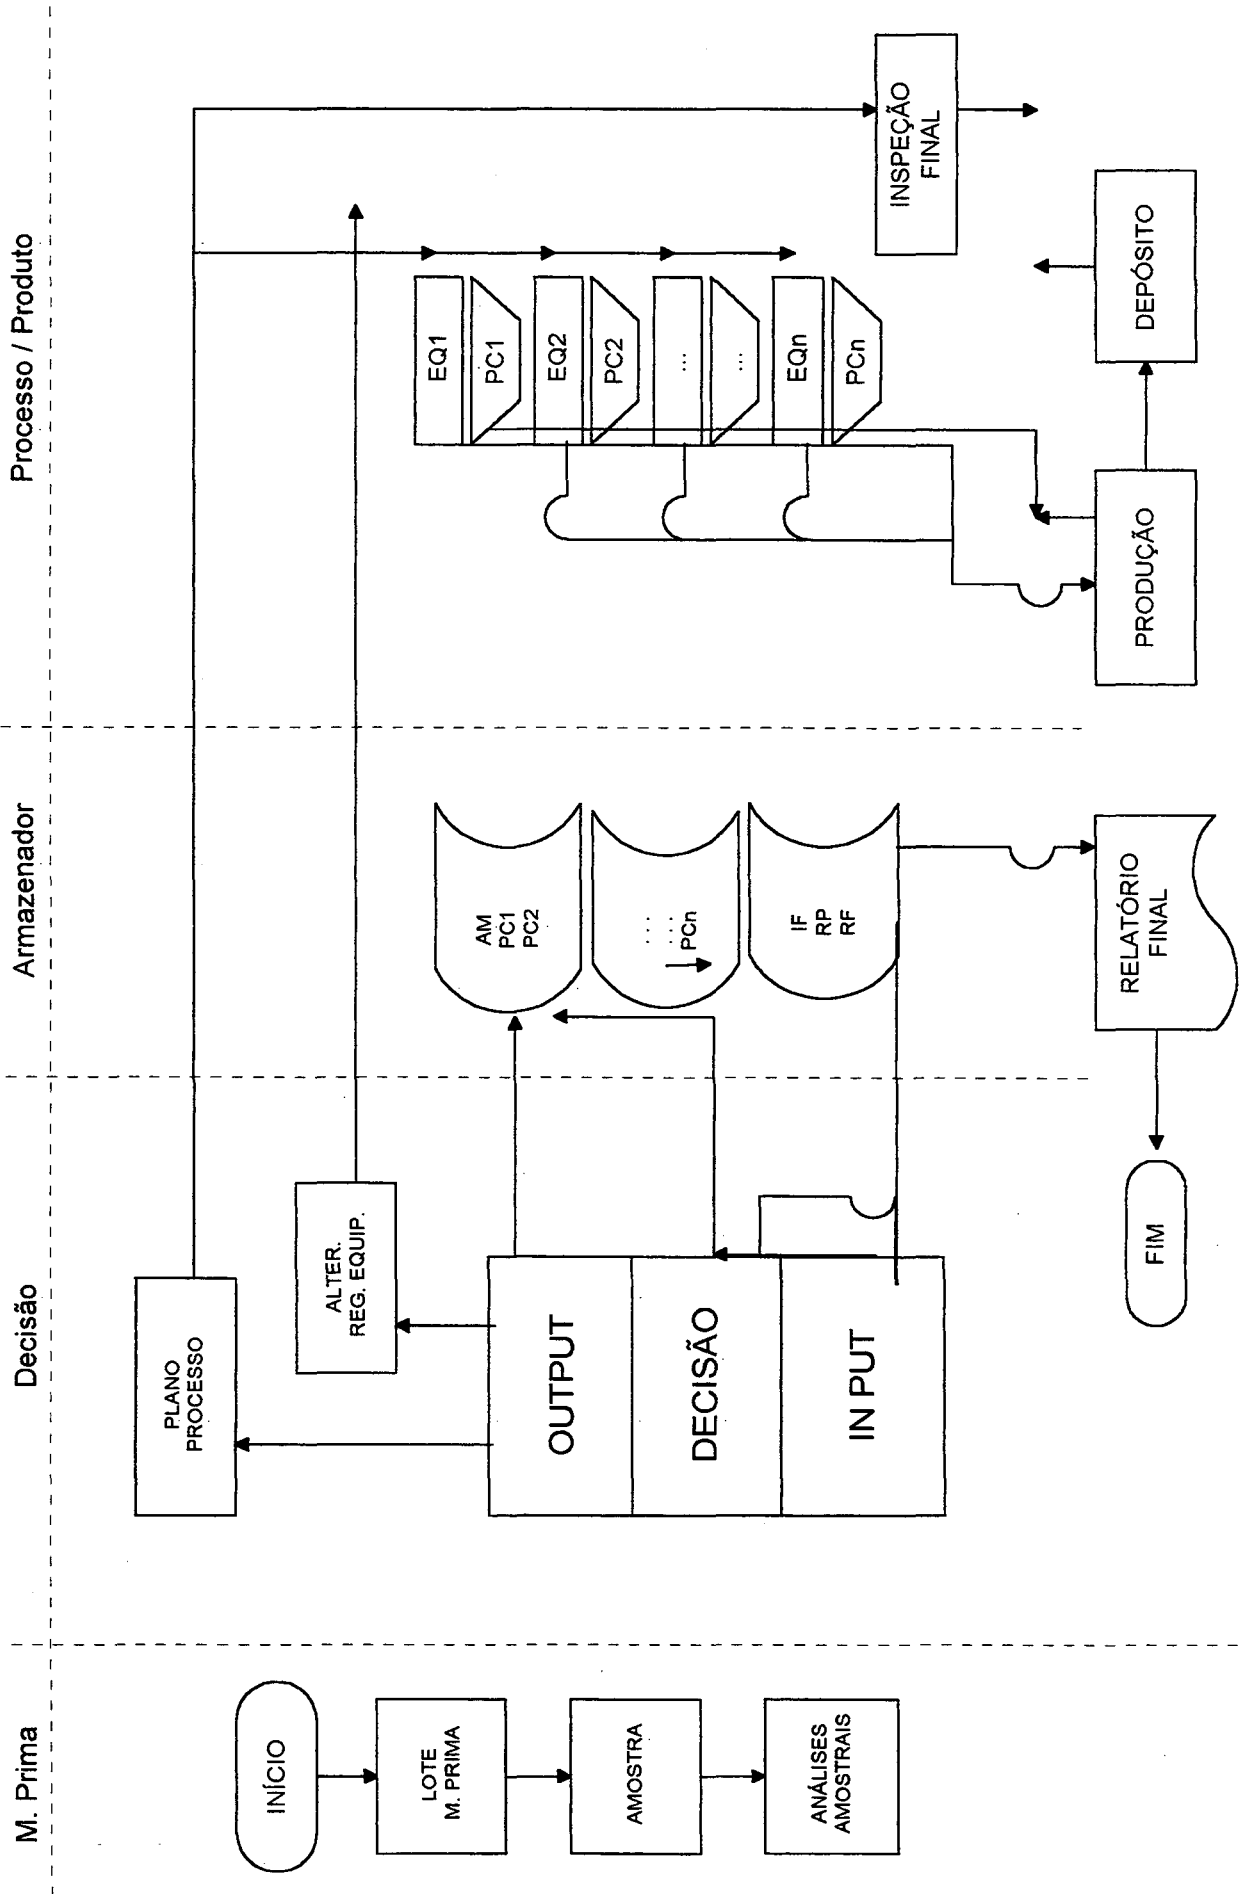 M. Prima
Decisão
Armazenador
Processo / Produto
INÍCIO
LOTE
M. PRIMA
AMOSTRA
ANÁLISES
AMOSTRAIS
PLANO
PROCESSO
ALTER.
REG. EQUIP.
OUTPUT
DECISÃO
IN PUT
FIM
AM
PC1
PC2
. . .
. . . .
PCn
IF
RP
RF
RELATÓRIO
FINAL
EQ1
PC1
EQ2
PC2
...
...
EQn
PCn
PRODUÇÃO
DEPÓSITO
INSPEÇÃO
FINAL